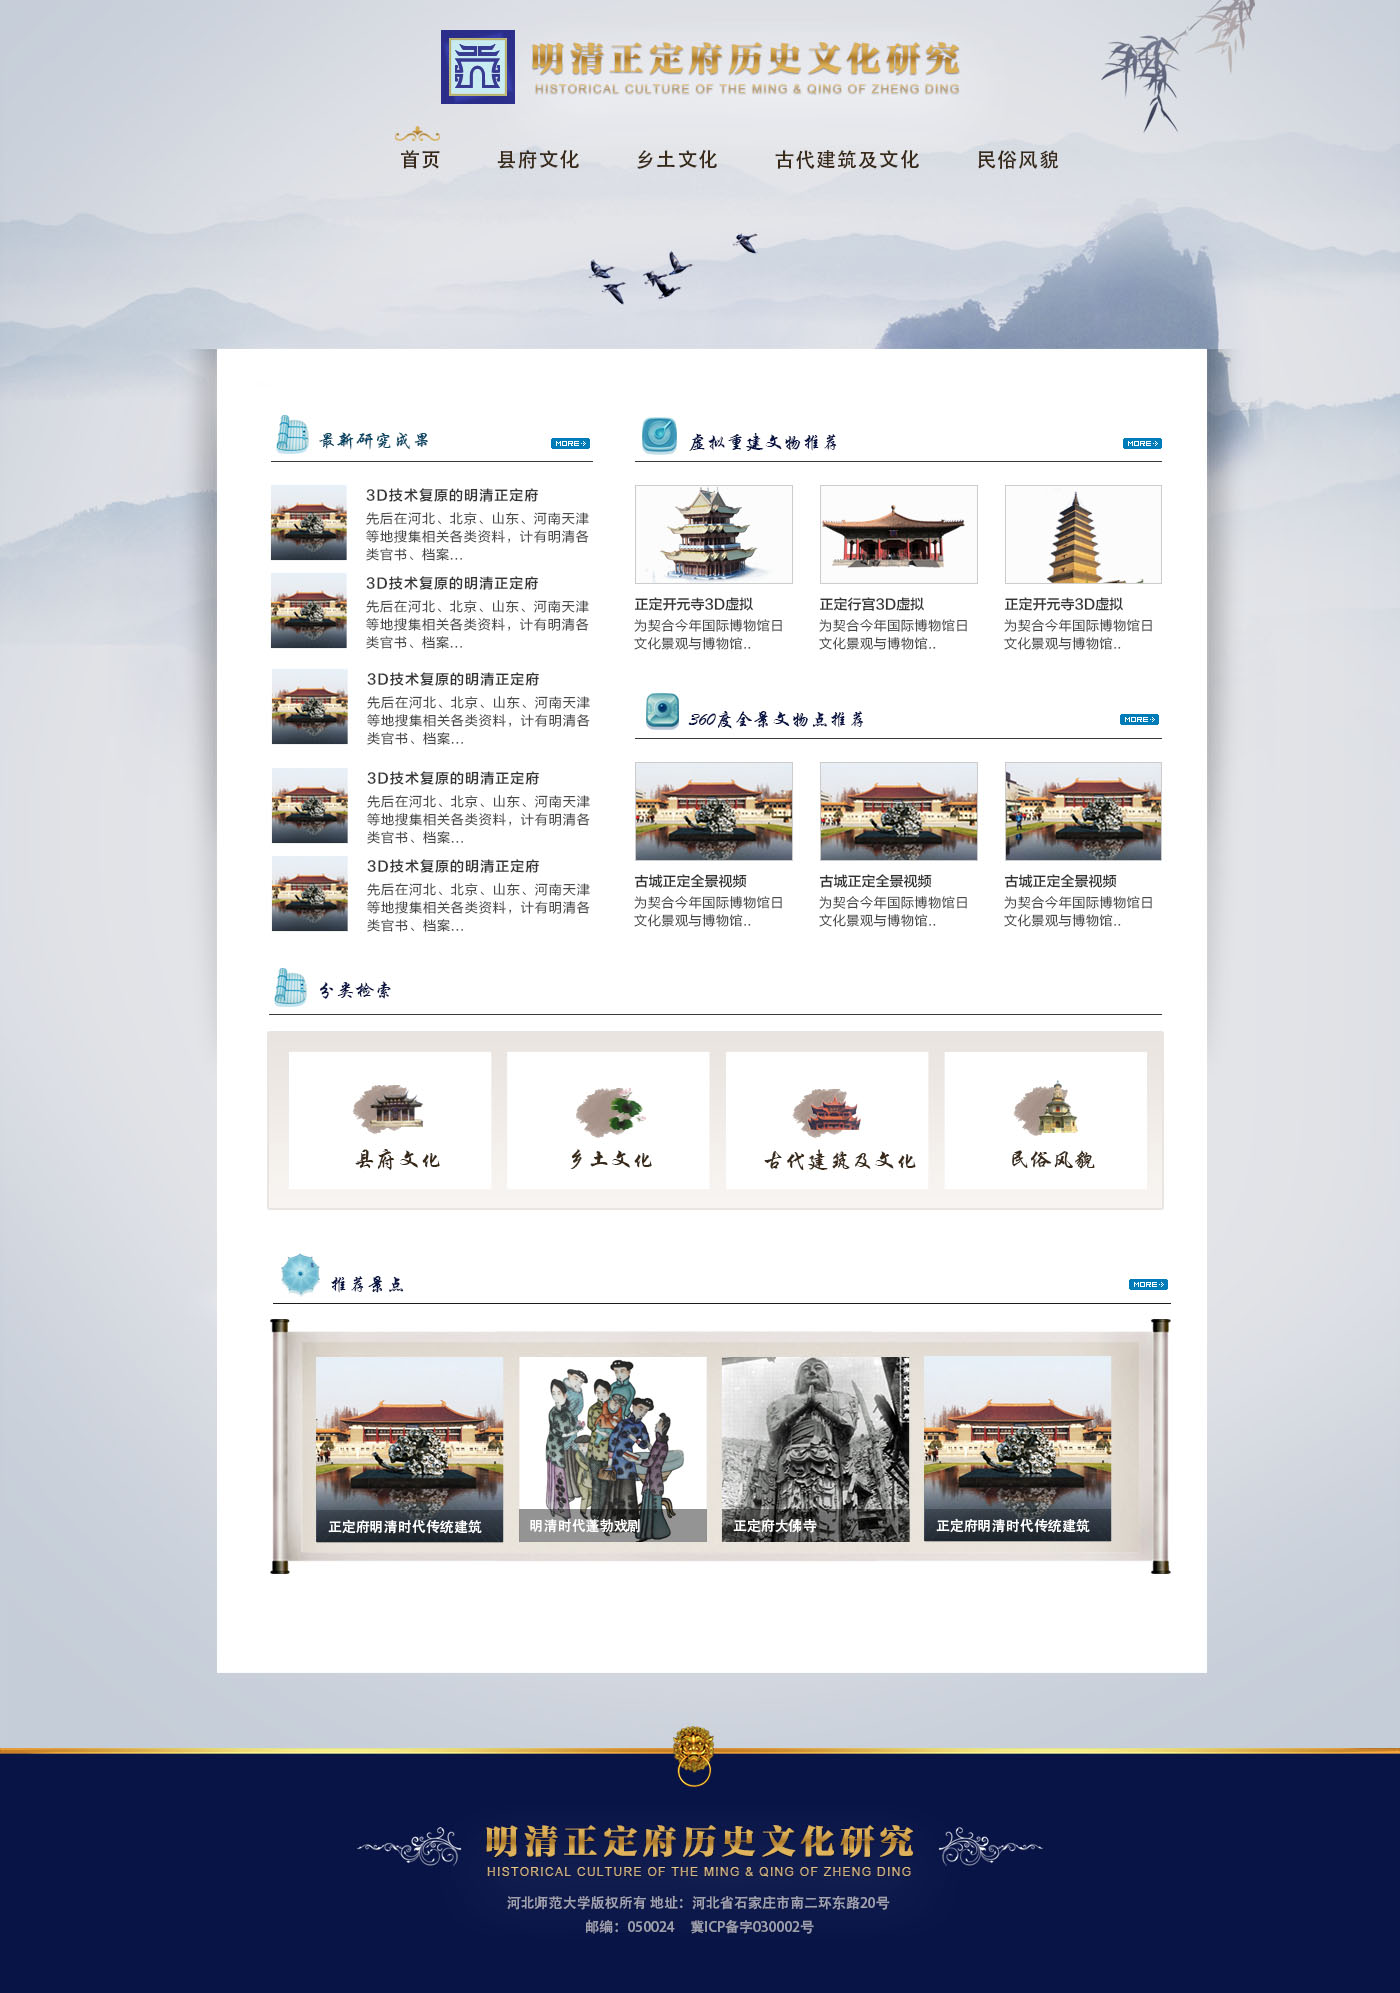 明清正定府历史文化研究
HISTORICAL CULTURE OF THE MING & QING OF ZHENG DING
首页 县府文化 乡土文化 古代建筑及文化 民俗风貌
最新研究成果 MORE
3D技术复原的明清正定府
先后在河北、北京、山东、河南天津
等地搜集相关各类资料，计有明清各
类官书、档案...
3D技术复原的明清正定府
先后在河北、北京、山东、河南天津
等地搜集相关各类资料，计有明清各
类官书、档案...
3D技术复原的明清正定府
先后在河北、北京、山东、河南天津
等地搜集相关各类资料，计有明清各
类官书、档案...
3D技术复原的明清正定府
先后在河北、北京、山东、河南天津
等地搜集相关各类资料，计有明清各
类官书、档案...
3D技术复原的明清正定府
先后在河北、北京、山东、河南天津
等地搜集相关各类资料，计有明清各
类官书、档案...
虚拟重建文物推荐 MORE
正定开元寺3D虚拟
为契合今年国际博物馆日
文化景观与博物馆..
正定行宫3D虚拟
为契合今年国际博物馆日
文化景观与博物馆..
正定开元寺3D虚拟
为契合今年国际博物馆日
文化景观与博物馆..
360度全景文物点推荐 MORE
古城正定全景视频
为契合今年国际博物馆日
文化景观与博物馆..
古城正定全景视频
为契合今年国际博物馆日
文化景观与博物馆..
古城正定全景视频
为契合今年国际博物馆日
文化景观与博物馆..
分类检索
县府文化 乡土文化 古代建筑及文化 民俗风貌
推荐景点 MORE
正定府明清时代传统建筑
明清时代蓬勃戏剧
正定府大佛寺
正定府明清时代传统建筑
明清正定府历史文化研究
HISTORICAL CULTURE OF THE MING & QING OF ZHENG DING
河北师范大学版权所有 地址：河北省石家庄市南二环东路20号
邮编：050024 冀ICP备字030002号